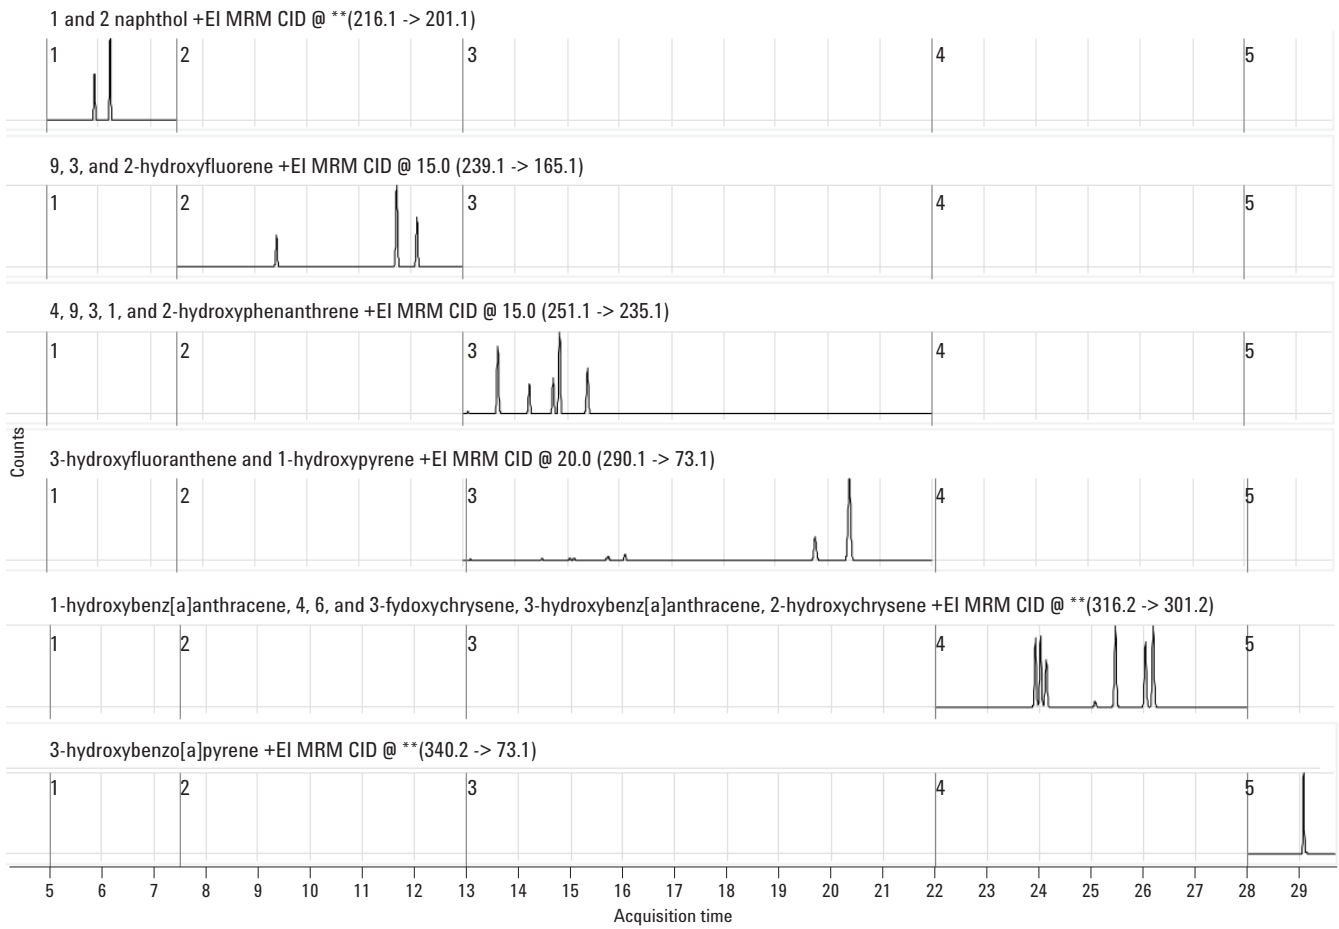 1 and 2 naphthol +EI MRM CID @ **(216.1 -> 201.1)
1 2 3 4 5
9, 3, and 2-hydroxyfluorene +EI MRM CID @ 15.0 (239.1 -> 165.1)
1 2 3 4 5
4, 9, 3, 1, and 2-hydroxyphenanthrene +EI MRM CID @ 15.0 (251.1 -> 235.1)
1 2 3 4 5
Counts
3-hydroxyfluoranthene and 1-hydroxypyrene +EI MRM CID @ 20.0 (290.1 -> 73.1)
1 2 3 4 5
1-hydroxybenz[a]anthracene, 4, 6, and 3-fydoxychrysene, 3-hydroxybenz[a]anthracene, 2-hydroxychrysene +EI MRM CID @ **(316.2 -> 301.2)
1 2 3 4 5
3-hydroxybenzo[a]pyrene +EI MRM CID @ **(340.2 -> 73.1)
1 2 3 4 5
5 6 7 8 9 10 11 12 13 14 15 16 17 18 19 20 21 22 23 24 25 26 27 28 29
Acquisition time